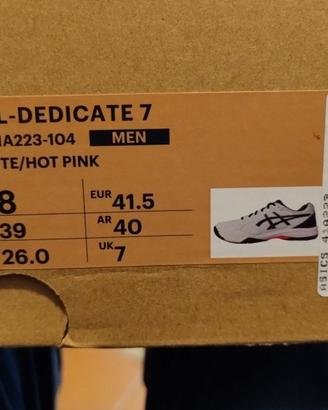 L-DEDICATE 7
1A223-104 MEN
TE/HOT PINK
8 EUR 41.5
39 AR 40
26.0 UK 7
ASICS